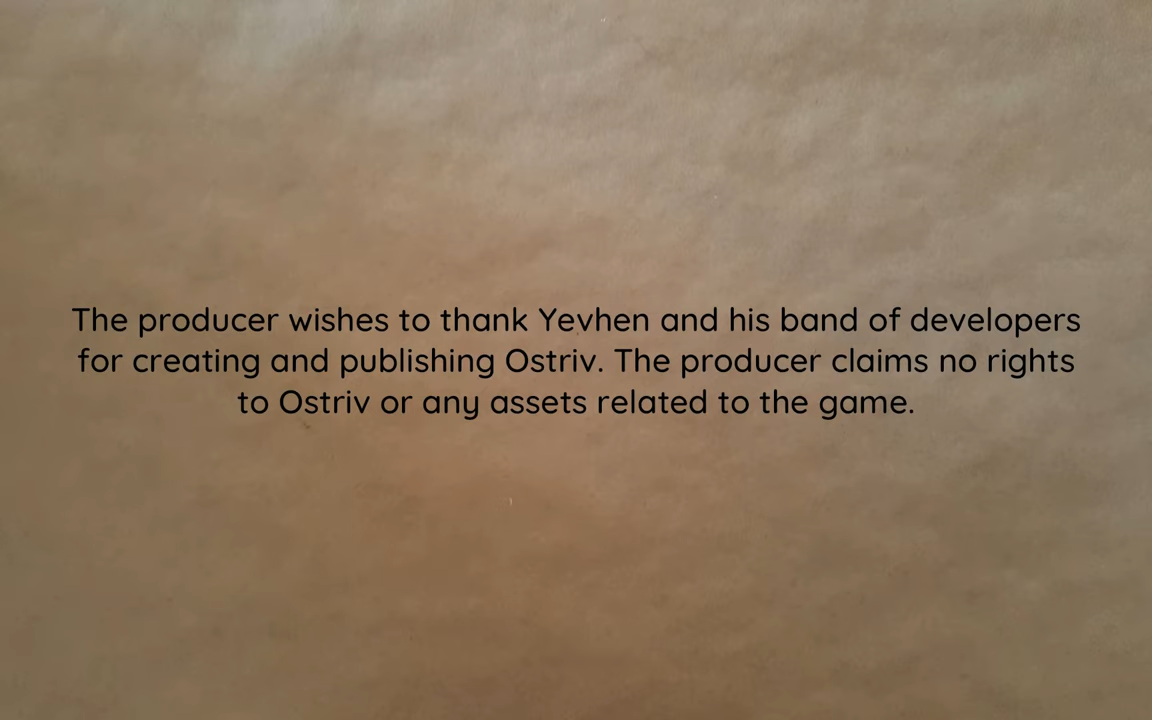 The producer wishes to thank Yevhen and his band of developers
for creating and publishing Ostriv. The producer claims no rights
to Ostriv or any assets related to the game.